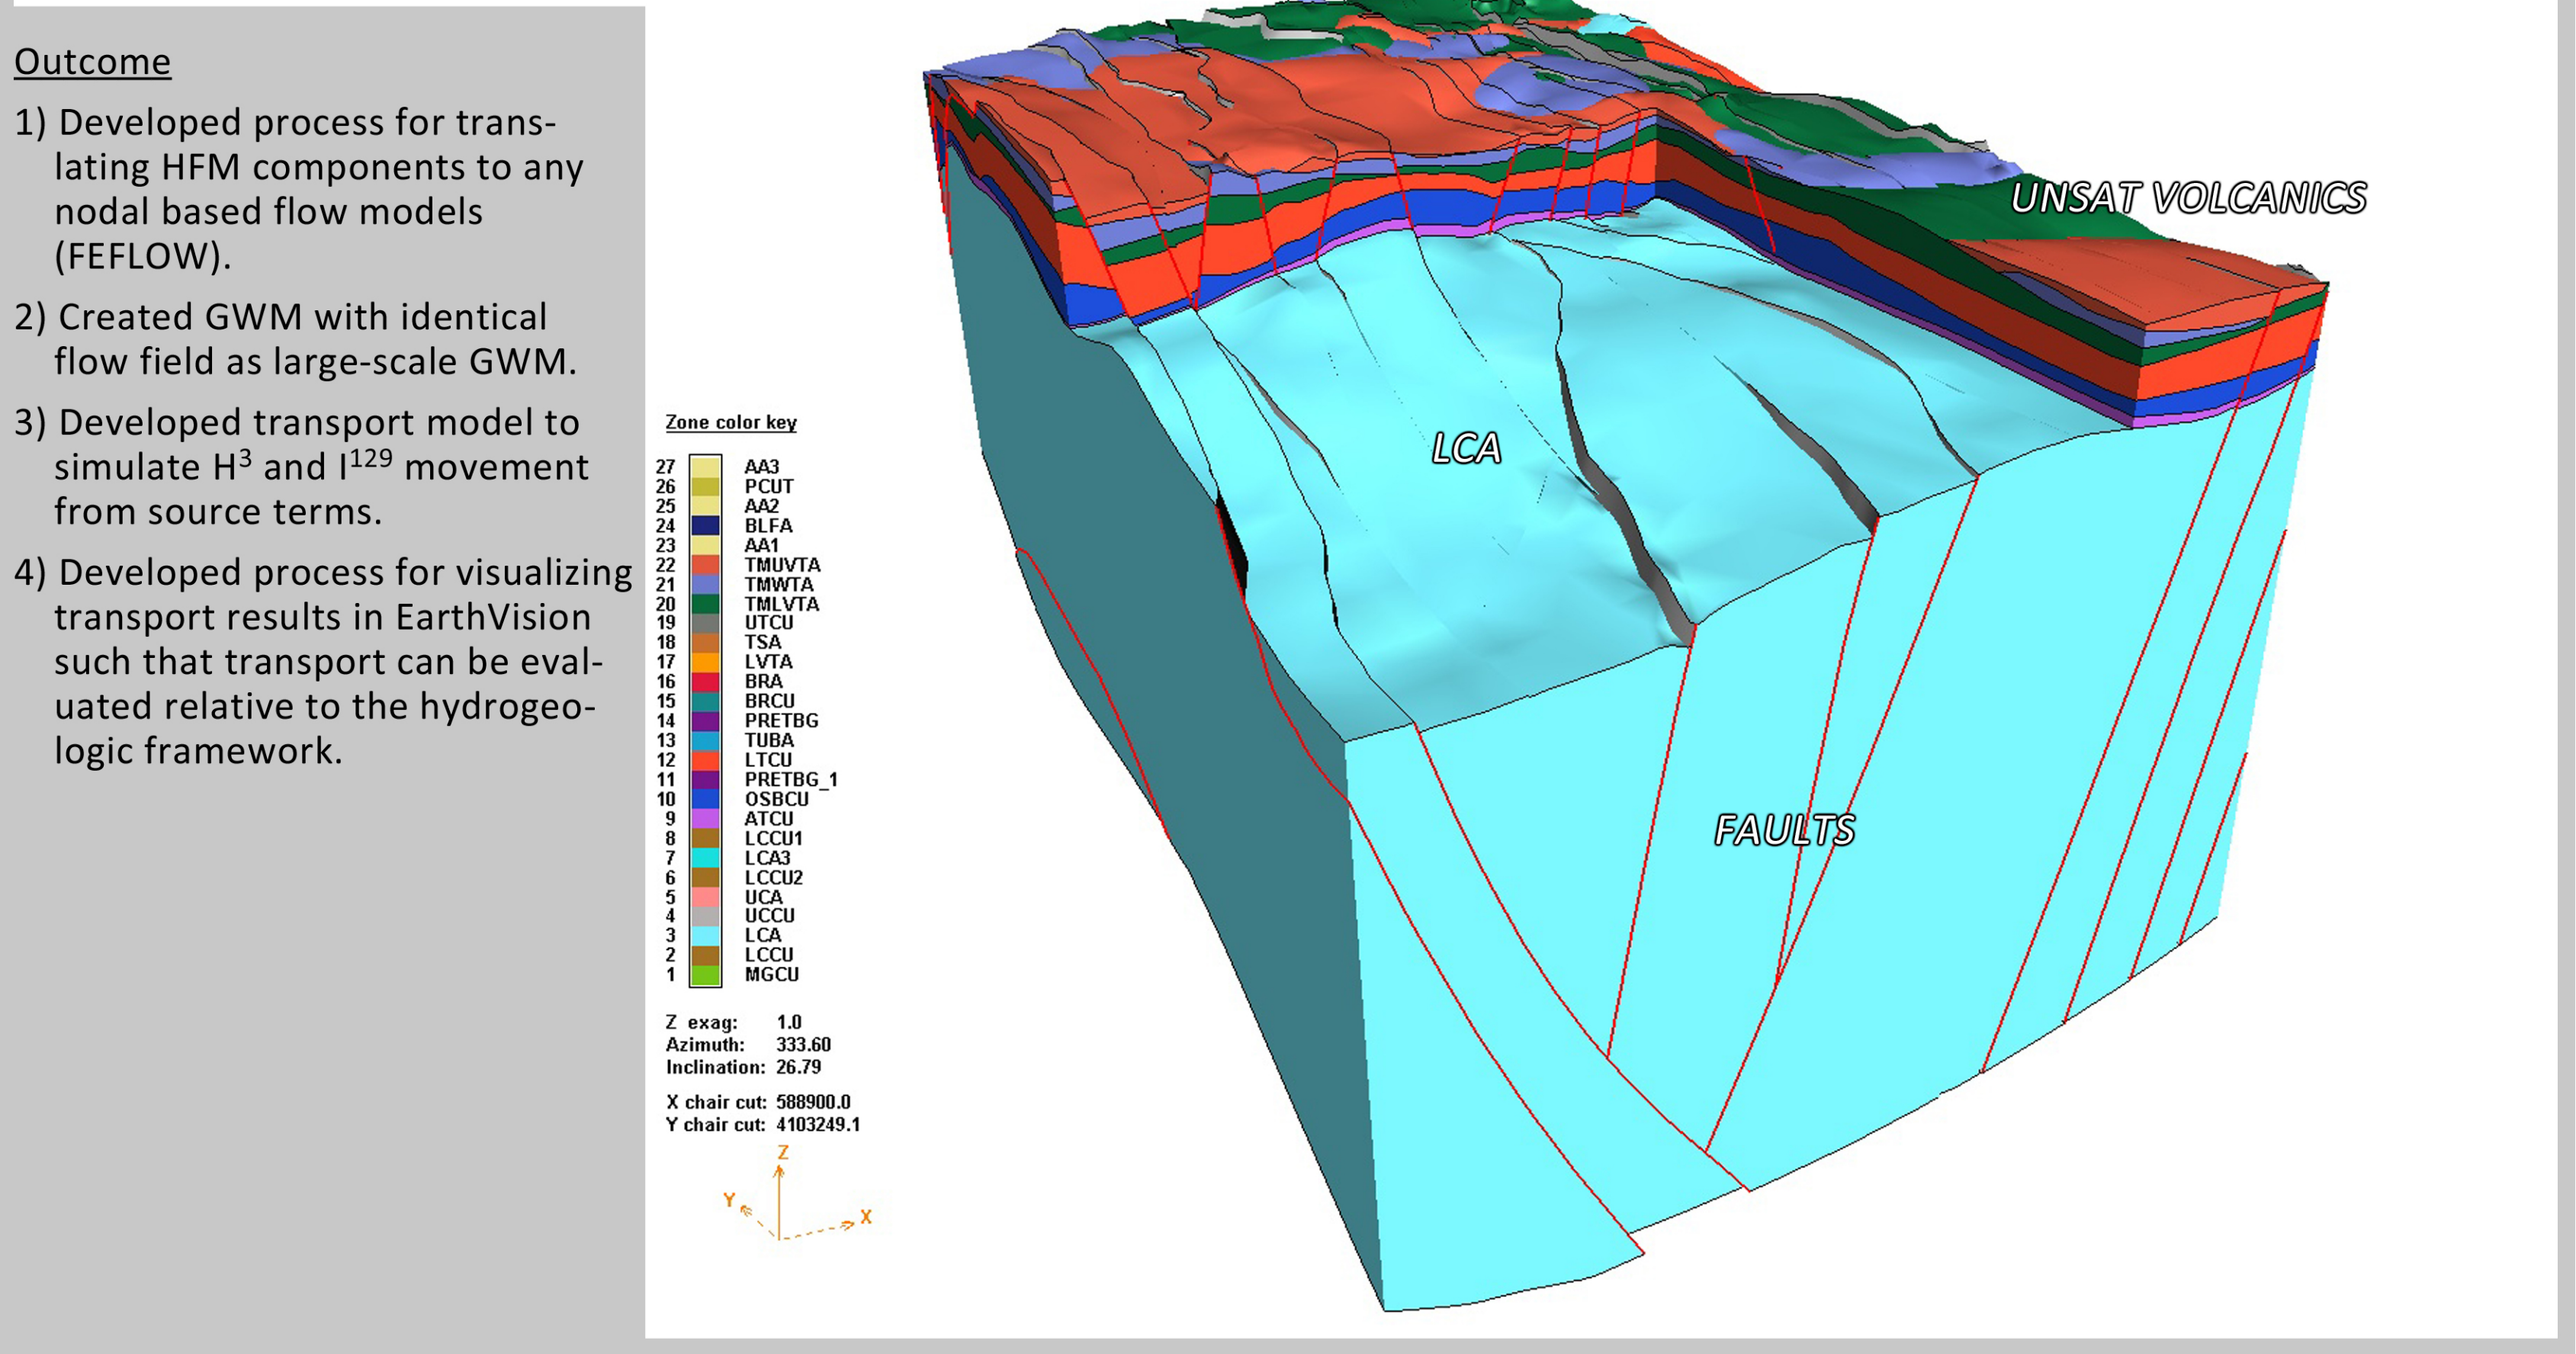 Outcome
1) Developed process for trans-
lating HFM components to any
nodal based flow models
(FEFLOW).
2) Created GWM with identical
flow field as large-scale GWM.
3) Developed transport model to
simulate H³ and I¹²⁹ movement
from source terms.
4) Developed process for visualizing
transport results in EarthVision
such that transport can be eval-
uated relative to the hydrogeo-
logic framework.
Zone color key
27 AA3
26 PCUT
25 AA2
24 BLFA
23 AA1
22 TMUVTA
21 TMWTA
20 TMLVTA
19 UTCU
18 TSA
17 LVTA
16 BRA
15 BRCU
14 PRETBG
13 TUBA
12 LTCU
11 PRETBG_1
10 OSBCU
9 ATCU
8 LCCU1
7 LCA3
6 LCCU2
5 UCA
4 UCCU
3 LCA
2 LCCU
1 MGCU
Z exag: 1.0
Azimuth: 333.60
Inclination: 26.79
X chair cut: 588900.0
Y chair cut: 4103249.1
Z
Y
X
UNSAT VOLCANICS
LCA
FAULTS